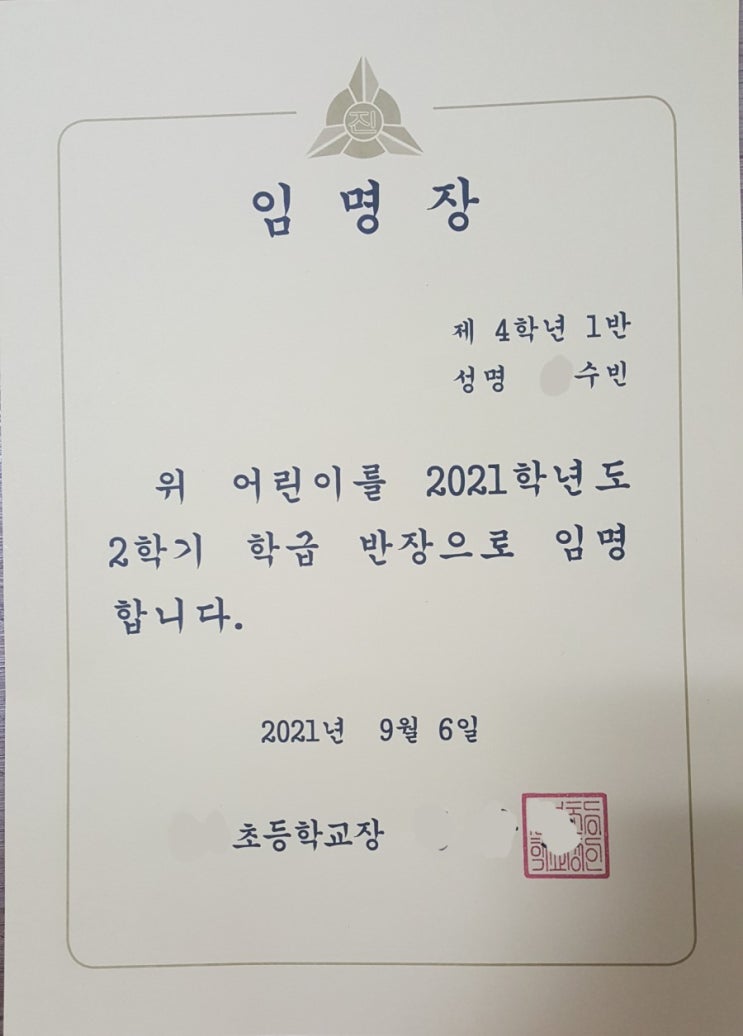 진
임 명 장
제 4학년 1반
성명 수빈
위 어린이를 2021학년도
2학기 학급 반장으로 임명
합니다.
2021년 9월 6일
초등학교장